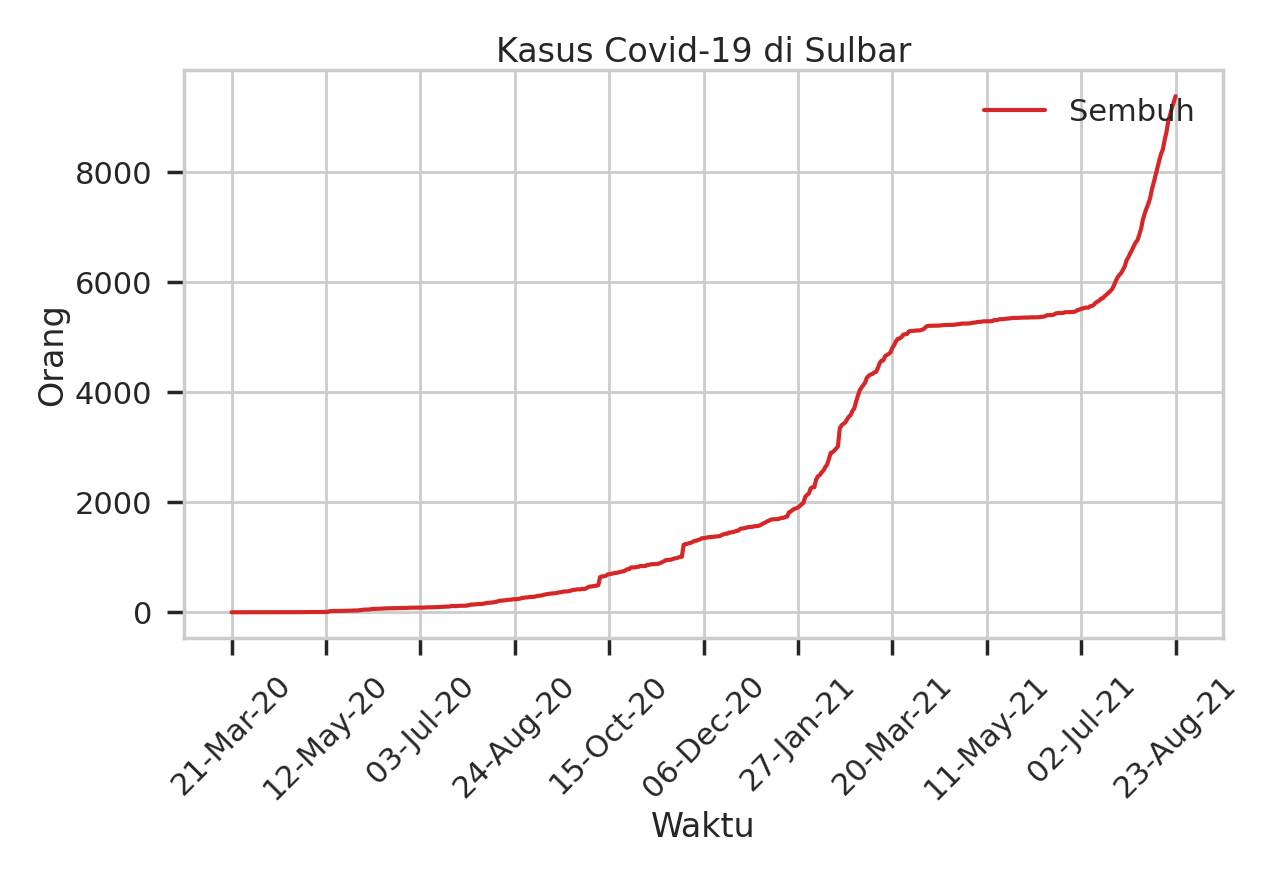 Kasus Covid-19 di Sulbar
Sembuh
Orang
8000
6000
4000
2000
0
21-Mar-20
12-May-20
03-Jul-20
24-Aug-20
15-Oct-20
06-Dec-20
27-Jan-21
20-Mar-21
11-May-21
02-Jul-21
23-Aug-21
Waktu